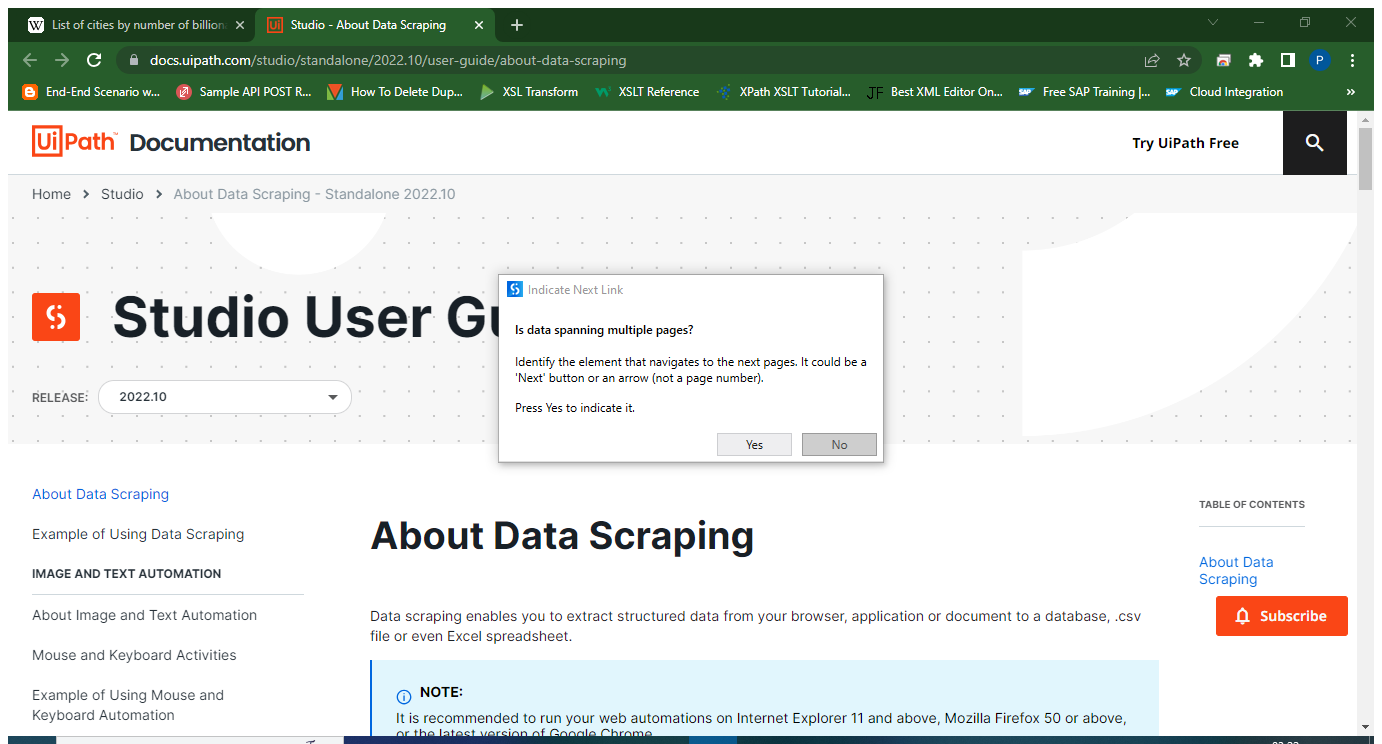 List of cities by number of billion
Studio - About Data Scraping
docs.uipath.com/studio/standalone/2022.10/user-guide/about-data-scraping
P
End-End Scenario w...
Sample API POST R...
How To Delete Dup...
XSL Transform
XSLT Reference
XPath XSLT Tutorial...
JF Best XML Editor On...
SAP Free SAP Training |...
SAP Cloud Integration
»
UiPath™ Documentation
Try UiPath Free
Home > Studio > About Data Scraping - Standalone 2022.10
Studio User Gu
RELEASE: 2022.10
Indicate Next Link
Is data spanning multiple pages?
Identify the element that navigates to the next pages. It could be a
'Next' button or an arrow (not a page number).
Press Yes to indicate it.
Yes
No
About Data Scraping
Example of Using Data Scraping
IMAGE AND TEXT AUTOMATION
About Image and Text Automation
Mouse and Keyboard Activities
Example of Using Mouse and
Keyboard Automation
About Data Scraping
Data scraping enables you to extract structured data from your browser, application or document to a database, .csv
file or even Excel spreadsheet.
NOTE:
It is recommended to run your web automations on Internet Explorer 11 and above, Mozilla Firefox 50 or above,
or the latest version of Google Chrome.
TABLE OF CONTENTS
About Data
Scraping
Subscribe